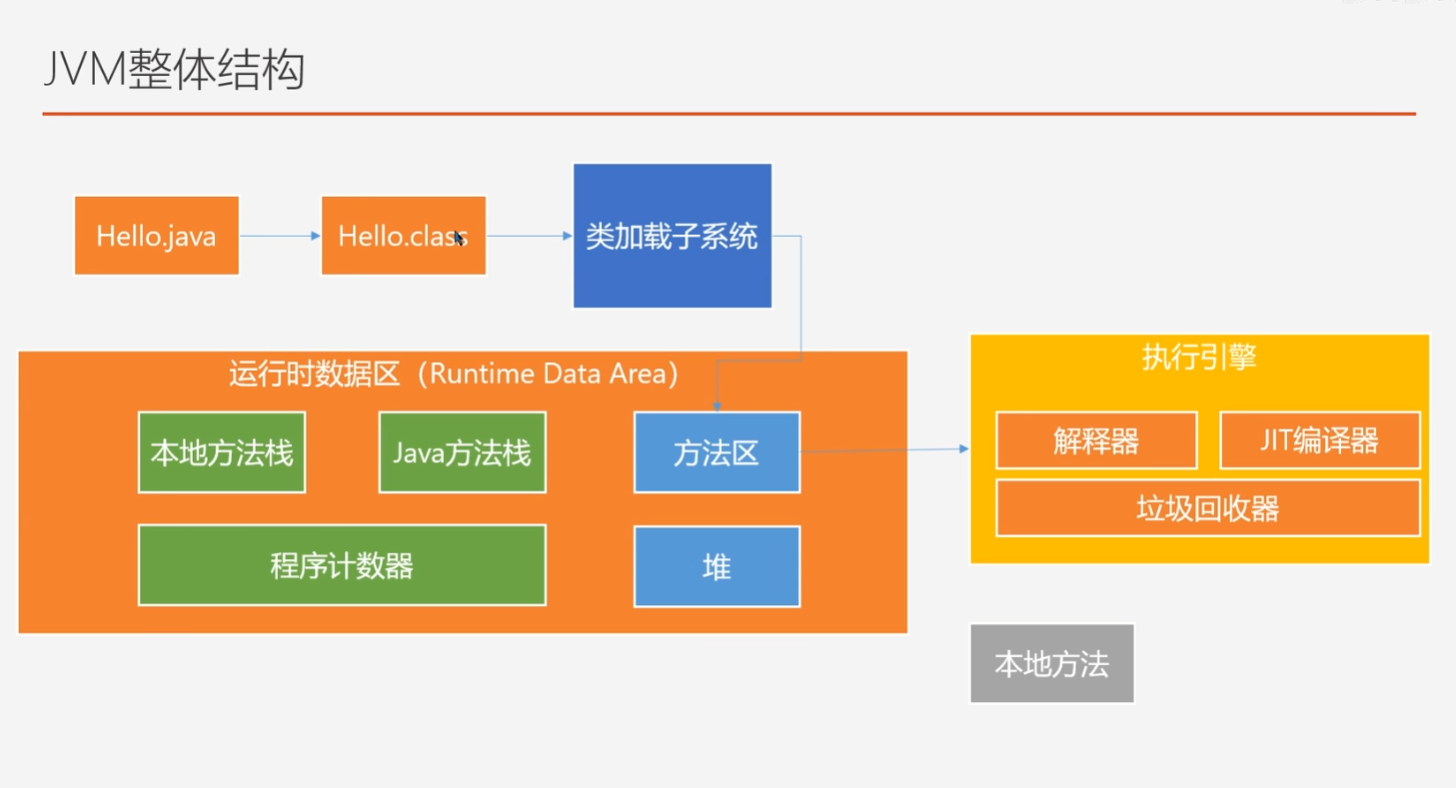 JVM整体结构
Hello.java
Hello.class
类加载子系统
运行时数据区（Runtime Data Area）
本地方法栈
Java方法栈
方法区
程序计数器
堆
执行引擎
解释器
JIT编译器
垃圾回收器
本地方法